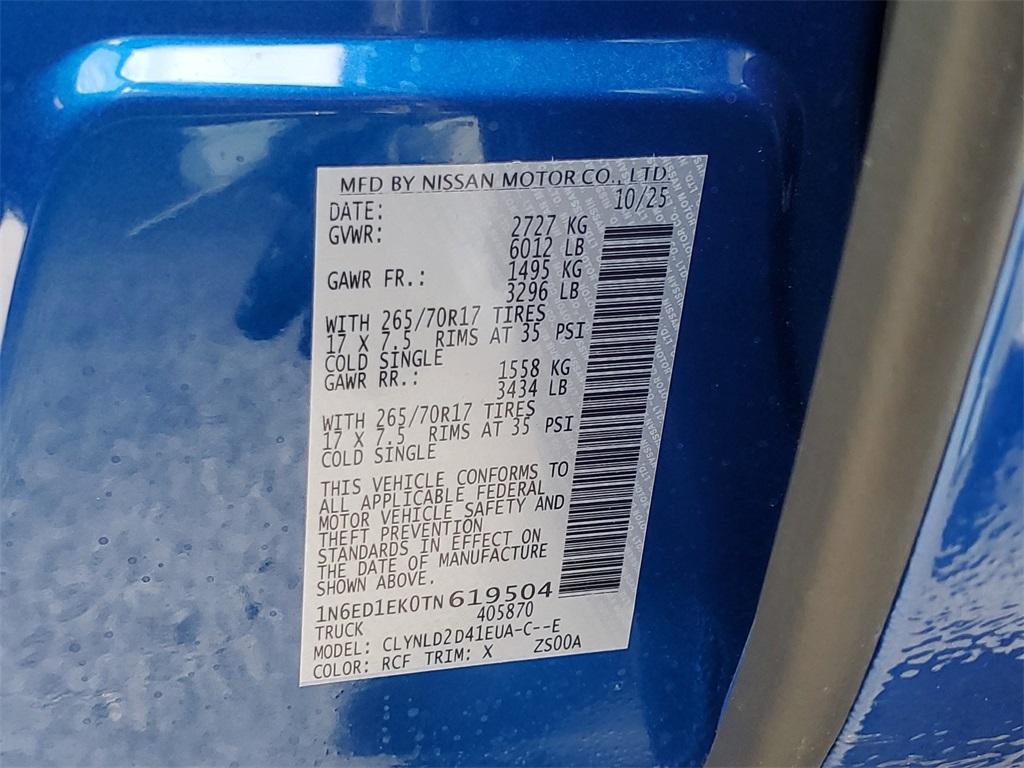 MFD BY NISSAN MOTOR CO., LTD.
DATE: 10/25
GVWR: 2727 KG
6012 LB
GAWR FR.: 1495 KG
3296 LB
WITH 265/70R17 TIRES
17 X 7.5 RIMS AT 35 PSI
COLD SINGLE
GAWR RR.: 1558 KG
3434 LB
WITH 265/70R17 TIRES
17 X 7.5 RIMS AT 35 PSI
COLD SINGLE
THIS VEHICLE CONFORMS TO
ALL APPLICABLE FEDERAL
MOTOR VEHICLE SAFETY AND
THEFT PREVENTION
STANDARDS IN EFFECT ON
THE DATE OF MANUFACTURE
SHOWN ABOVE.
1N6ED1EK0TN619504
TRUCK 405870
MODEL: CLYNLD2D41EUA-C--E
COLOR: RCF TRIM: X ZS00A